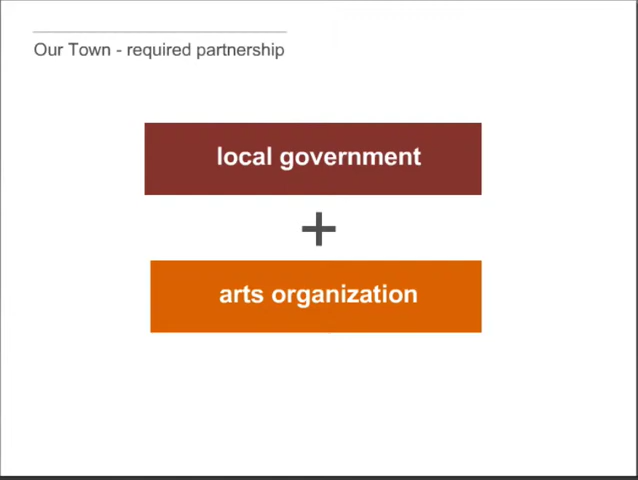 Our Town - required partnership
local government
+
arts organization